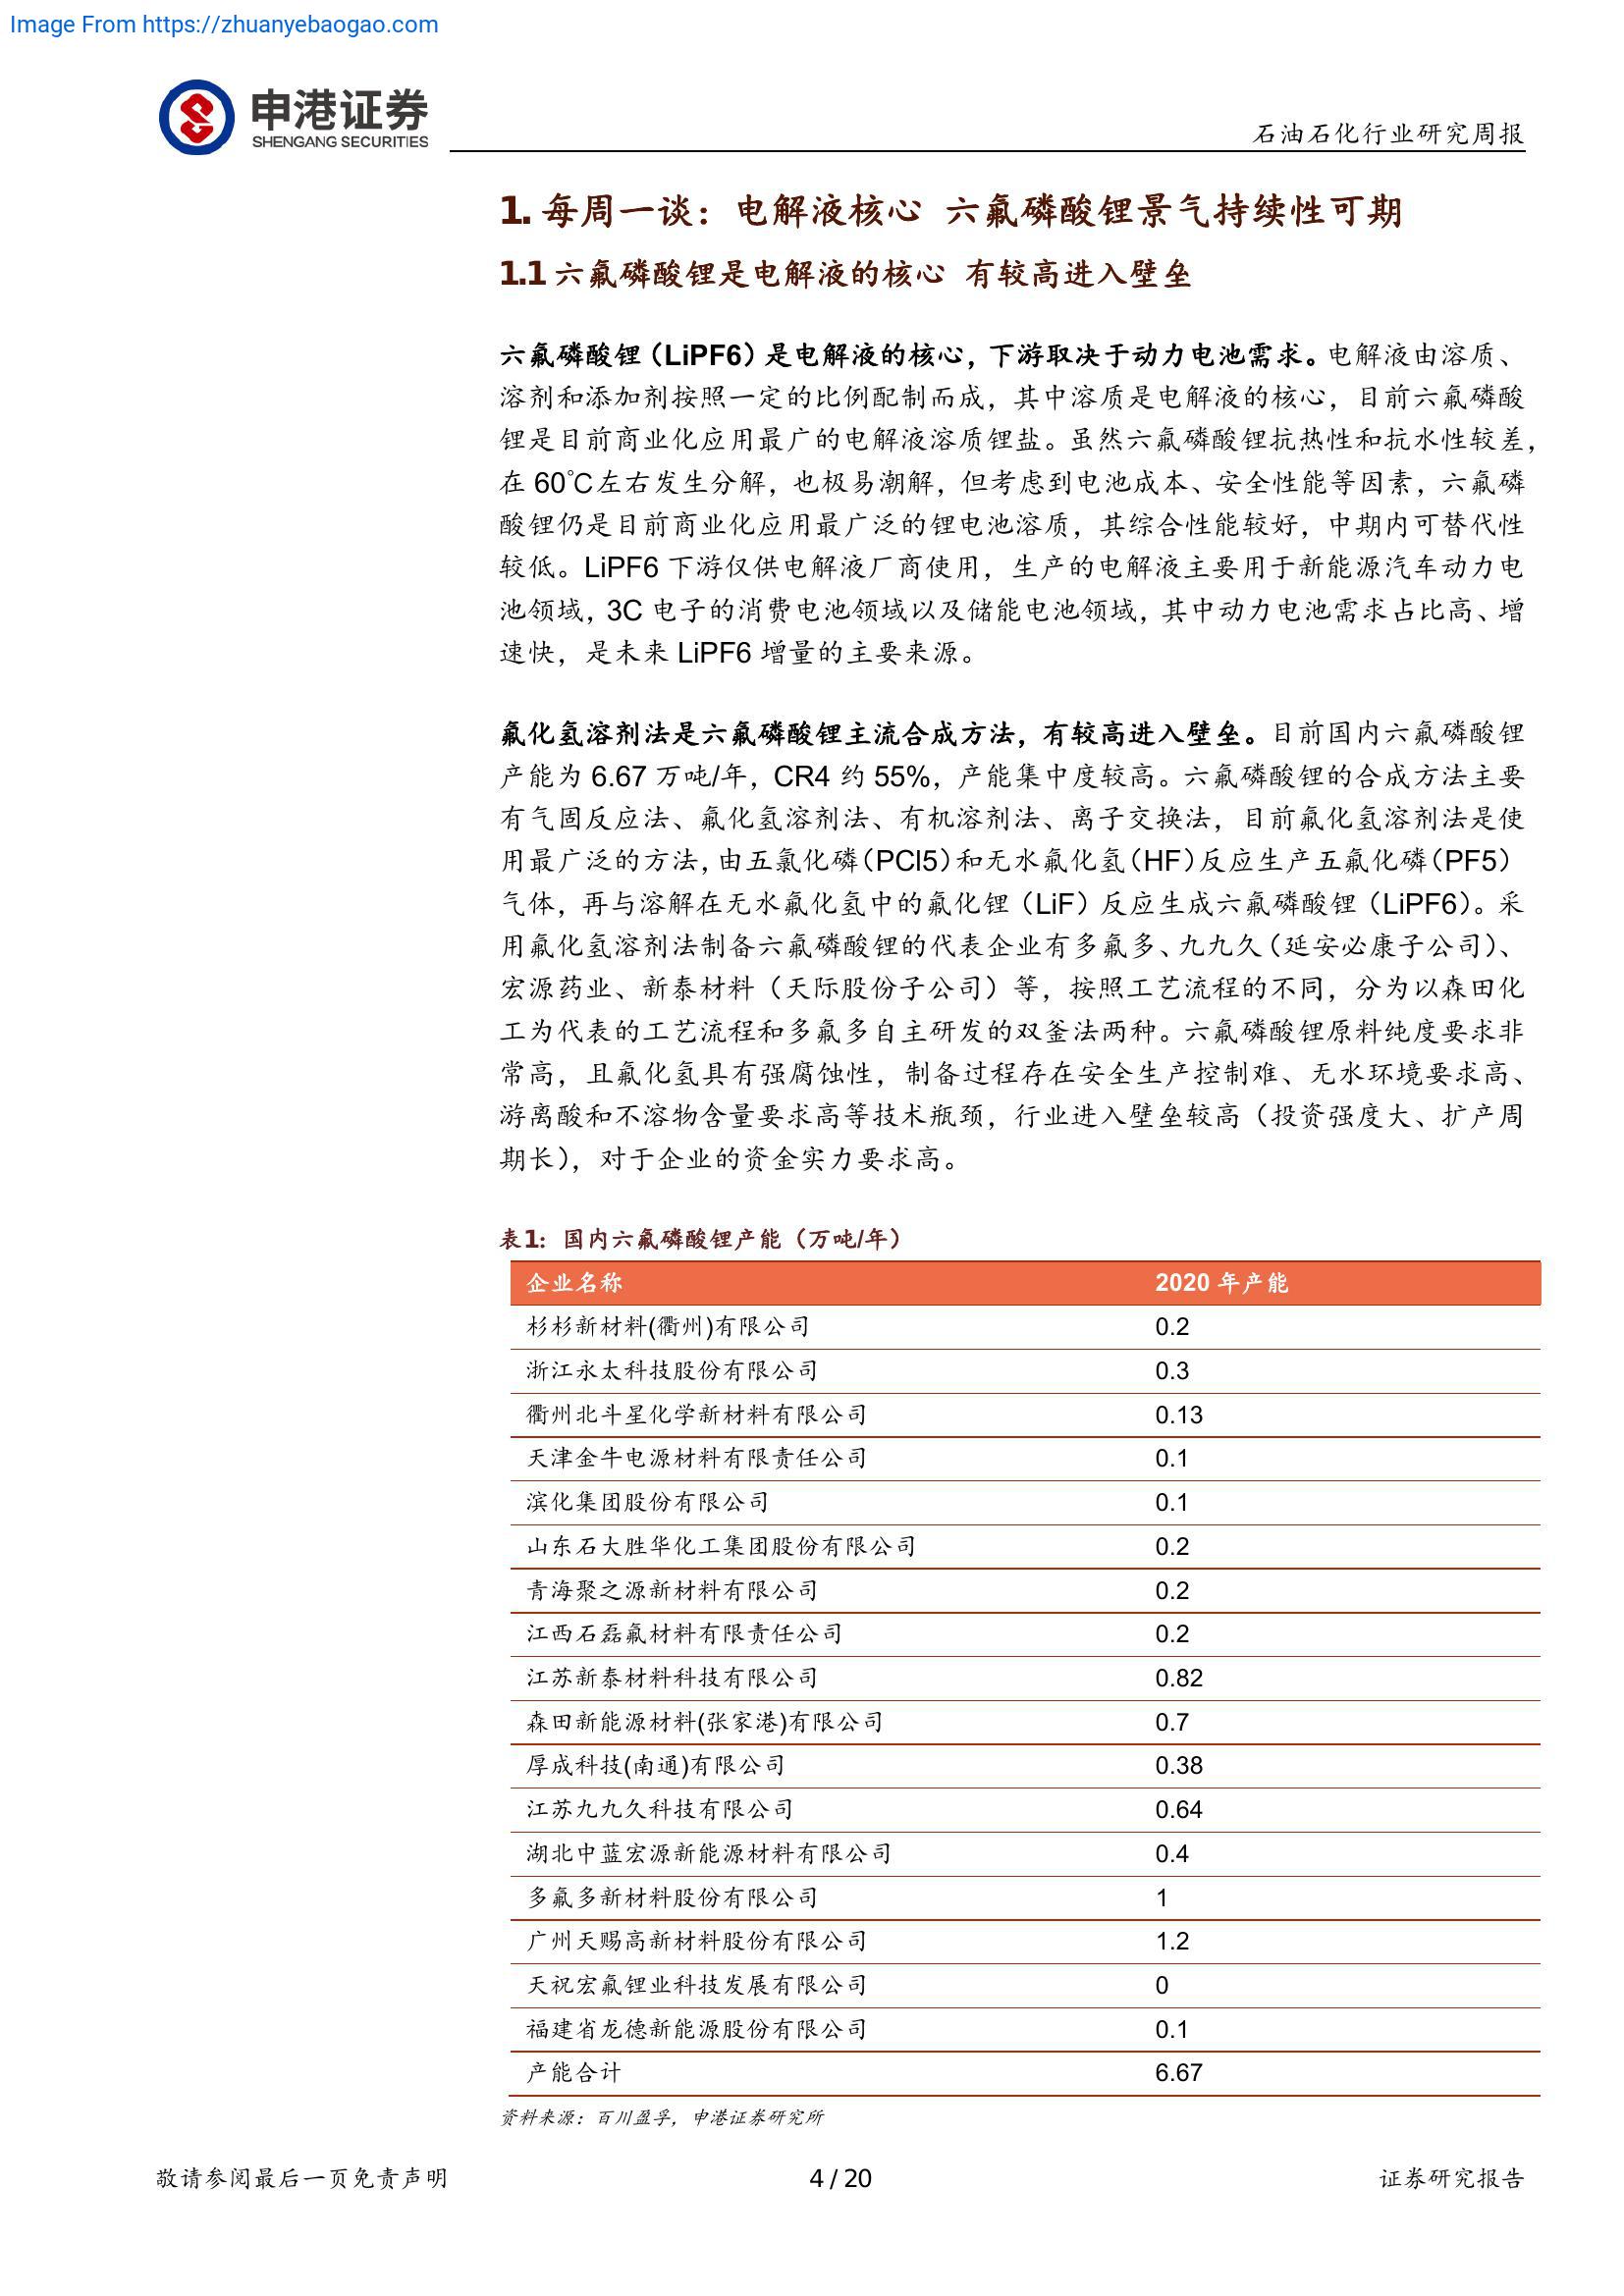 Image From https://zhuanyebaogao.com
申港证券
SHENGANG SECURITIES
石油石化行业研究周报
1. 每周一谈：电解液核心 六氟磷酸锂景气持续性可期
1.1 六氟磷酸锂是电解液的核心 有较高进入壁垒
六氟磷酸锂（LiPF6）是电解液的核心，下游取决于动力电池需求。电解液由溶质、
溶剂和添加剂按照一定的比例配制而成，其中溶质是电解液的核心，目前六氟磷酸
锂是目前商业化应用最广的电解液溶质锂盐。虽然六氟磷酸锂抗热性和抗水性较差，
在 60℃左右发生分解，也极易潮解，但考虑到电池成本、安全性能等因素，六氟磷
酸锂仍是目前商业化应用最广泛的锂电池溶质，其综合性能较好，中期内可替代性
较低。LiPF6 下游仅供电解液厂商使用，生产的电解液主要用于新能源汽车动力电
池领域，3C 电子的消费电池领域以及储能电池领域，其中动力电池需求占比高、增
速快，是未来 LiPF6 增量的主要来源。
氟化氢溶剂法是六氟磷酸锂主流合成方法，有较高进入壁垒。目前国内六氟磷酸锂
产能为 6.67 万吨/年，CR4 约 55%，产能集中度较高。六氟磷酸锂的合成方法主要
有气固反应法、氟化氢溶剂法、有机溶剂法、离子交换法，目前氟化氢溶剂法是使
用最广泛的方法，由五氯化磷（PCl5）和无水氟化氢（HF）反应生产五氟化磷（PF5）
气体，再与溶解在无水氟化氢中的氟化锂（LiF）反应生成六氟磷酸锂（LiPF6）。采
用氟化氢溶剂法制备六氟磷酸锂的代表企业有多氟多、九九久（延安必康子公司）、
宏源药业、新泰材料（天际股份子公司）等，按照工艺流程的不同，分为以森田化
工为代表的工艺流程和多氟多自主研发的双釜法两种。六氟磷酸锂原料纯度要求非
常高，且氟化氢具有强腐蚀性，制备过程存在安全生产控制难、无水环境要求高、
游离酸和不溶物含量要求高等技术瓶颈，行业进入壁垒较高（投资强度大、扩产周
期长），对于企业的资金实力要求高。
表1：国内六氟磷酸锂产能（万吨/年）
企业名称 2020 年产能
杉杉新材料(衢州)有限公司 0.2
浙江永太科技股份有限公司 0.3
衢州北斗星化学新材料有限公司 0.13
天津金牛电源材料有限责任公司 0.1
滨化集团股份有限公司 0.1
山东石大胜华化工集团股份有限公司 0.2
青海聚之源新材料有限公司 0.2
江西石磊氟材料有限责任公司 0.2
江苏新泰材料科技有限公司 0.82
森田新能源材料(张家港)有限公司 0.7
厚成科技(南通)有限公司 0.38
江苏九九久科技有限公司 0.64
湖北中蓝宏源新能源材料有限公司 0.4
多氟多新材料股份有限公司 1
广州天赐高新材料股份有限公司 1.2
天祝宏氟锂业科技发展有限公司 0
福建省龙德新能源股份有限公司 0.1
产能合计 6.67
资料来源：百川盈孚，申港证券研究所
敬请参阅最后一页免责声明 4 / 20 证券研究报告